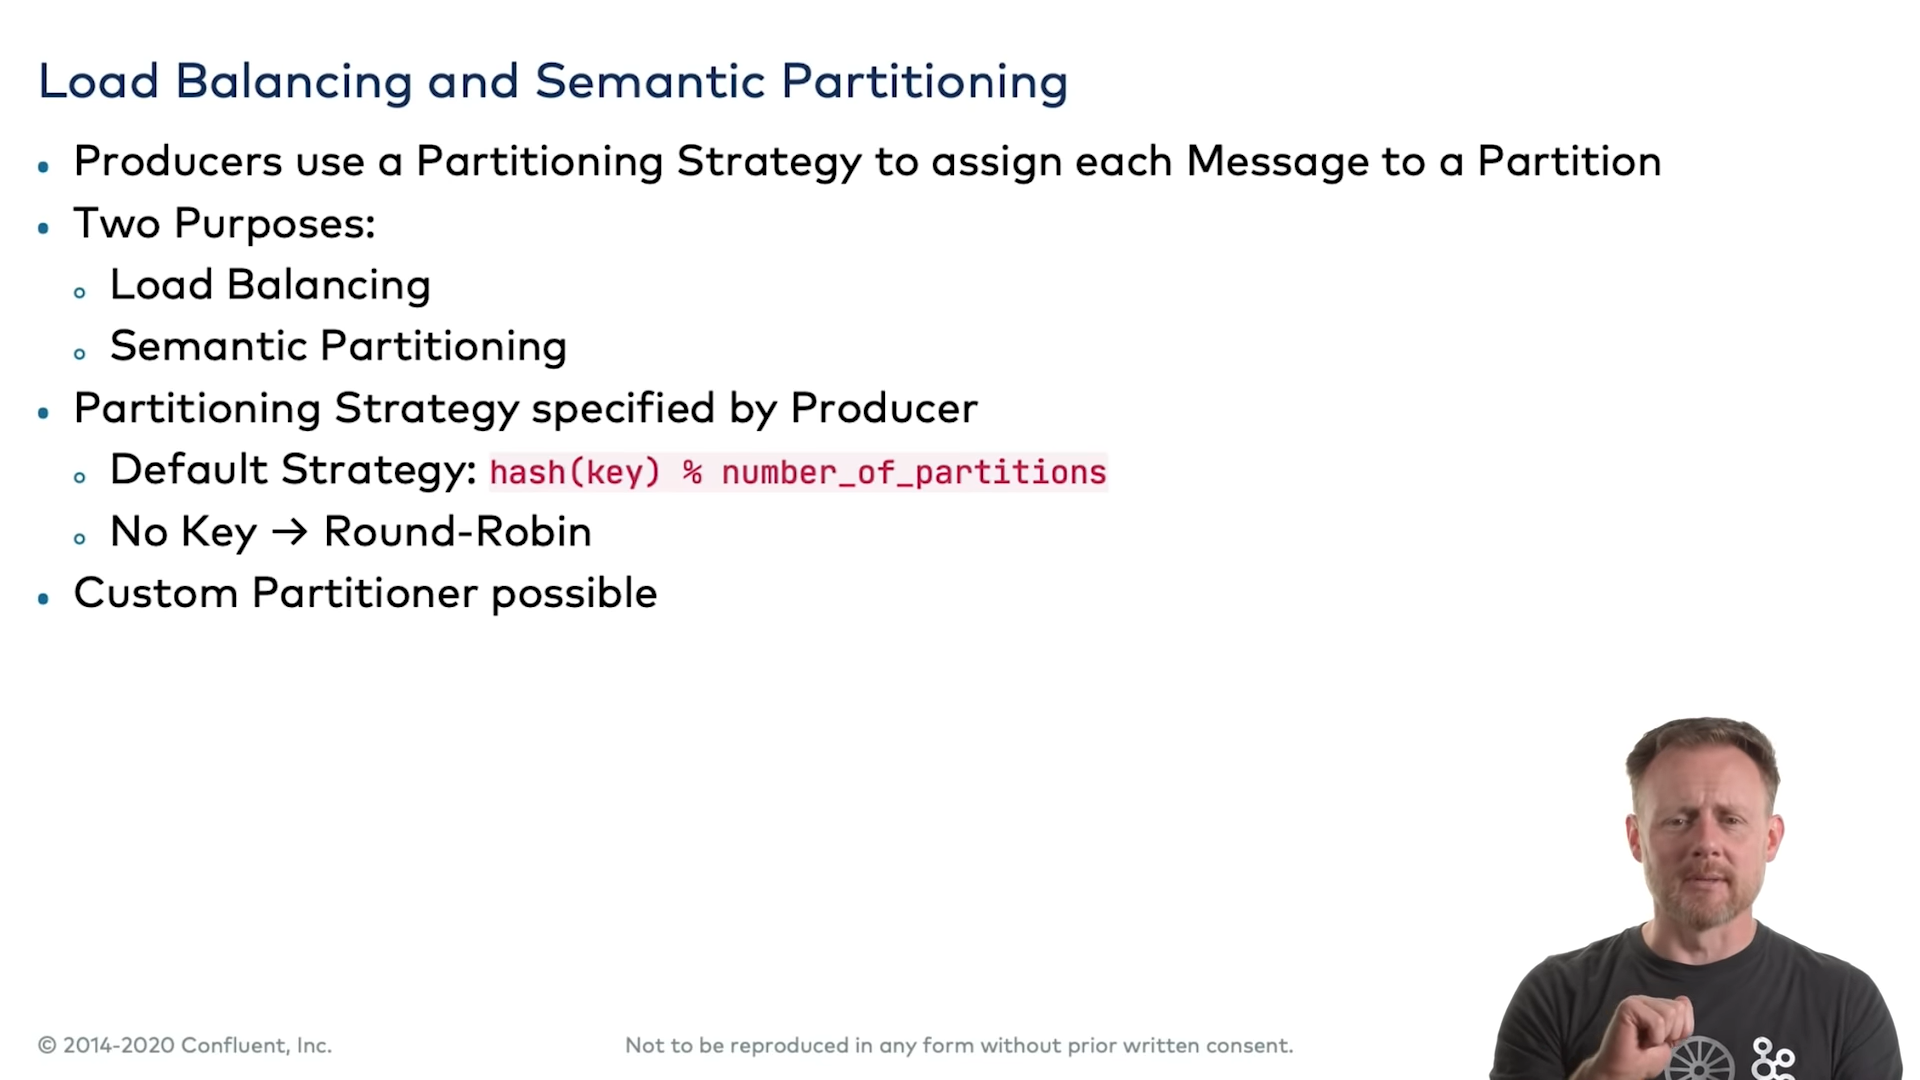 Load Balancing and Semantic Partitioning
• Producers use a Partitioning Strategy to assign each Message to a Partition
• Two Purposes:
◦ Load Balancing
◦ Semantic Partitioning
• Partitioning Strategy specified by Producer
◦ Default Strategy: hash(key) % number_of_partitions
◦ No Key → Round-Robin
• Custom Partitioner possible
© 2014-2020 Confluent, Inc.
Not to be reproduced in any form without prior written consent.